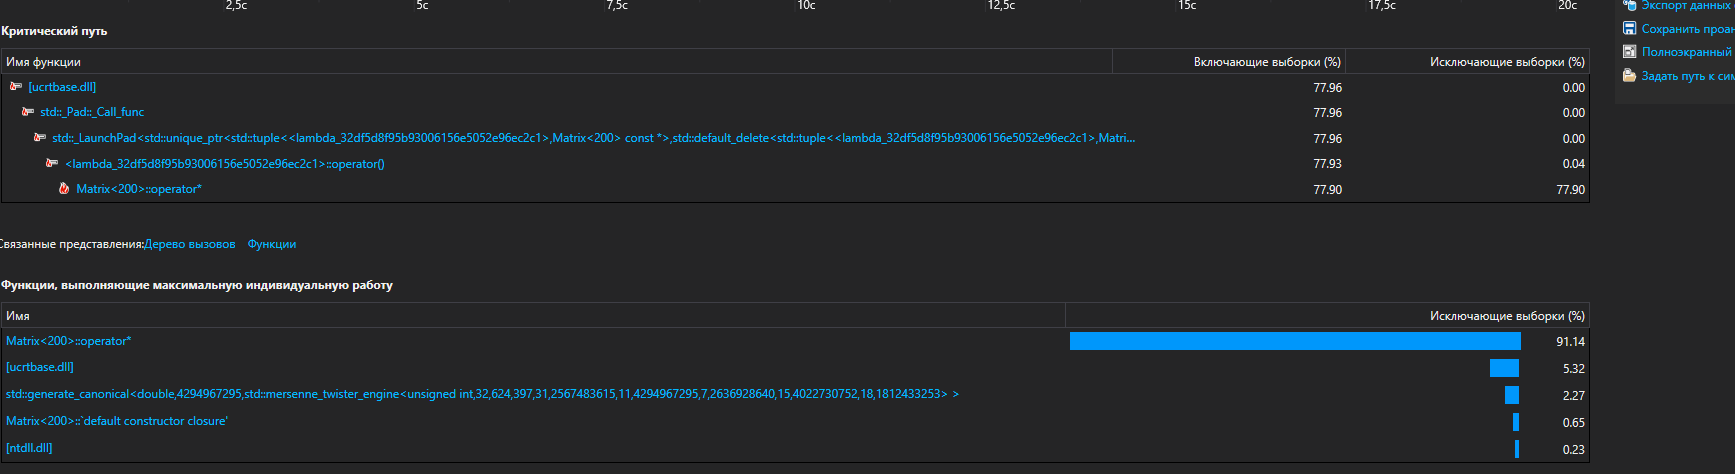 2,5с 5с 7,5с 10с 12,5с 15с 17,5с 20с
Экспорт данных
Сохранить проан
Полноэкранный
Задать путь к сим
Критический путь
Имя функции Включающие выборки (%) Исключающие выборки (%)
[ucrtbase.dll] 77.96 0.00
std::_Pad::_Call_func 77.96 0.00
std::_LaunchPad<std::unique_ptr<std::tuple<<lambda_32df5d8f95b93006156e5052e96ec2c1>,Matrix<200> const *>,std::default_delete<std::tuple<<lambda_32df5d8f95b93006156e5052e96ec2c1>,Matri... 77.96 0.00
<lambda_32df5d8f95b93006156e5052e96ec2c1>::operator() 77.93 0.04
Matrix<200>::operator* 77.90 77.90
Связанные представления:Дерево вызовов Функции
Функции, выполняющие максимальную индивидуальную работу
Имя Исключающие выборки (%)
Matrix<200>::operator* 91.14
[ucrtbase.dll] 5.32
std::generate_canonical<double,4294967295,std::mersenne_twister_engine<unsigned int,32,624,397,31,2567483615,11,4294967295,7,2636928640,15,4022730752,18,1812433253> > 2.27
Matrix<200>::`default constructor closure' 0.65
[ntdll.dll] 0.23